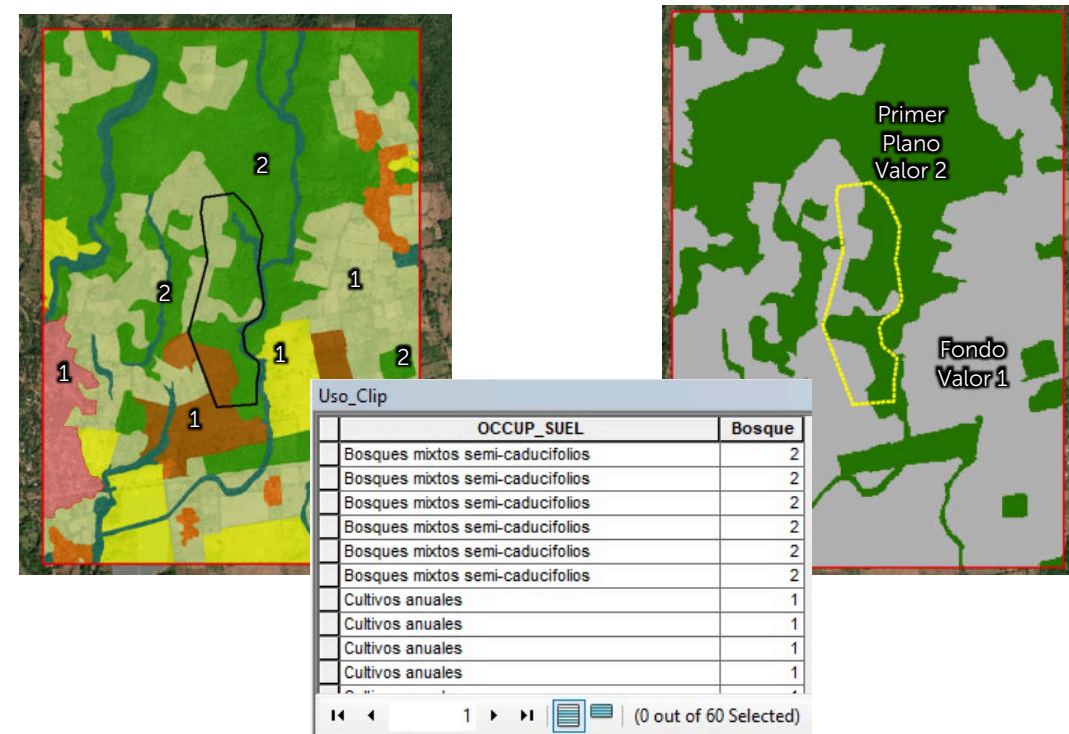 2
2
1
1
1
1
2
Primer
Plano
Valor 2
Fondo
Valor 1
Uso_Clip
OCCUP_SUEL Bosque
Bosques mixtos semi-caducifolios 2
Bosques mixtos semi-caducifolios 2
Bosques mixtos semi-caducifolios 2
Bosques mixtos semi-caducifolios 2
Bosques mixtos semi-caducifolios 2
Bosques mixtos semi-caducifolios 2
Cultivos anuales 1
Cultivos anuales 1
Cultivos anuales 1
Cultivos anuales 1
1 (0 out of 60 Selected)